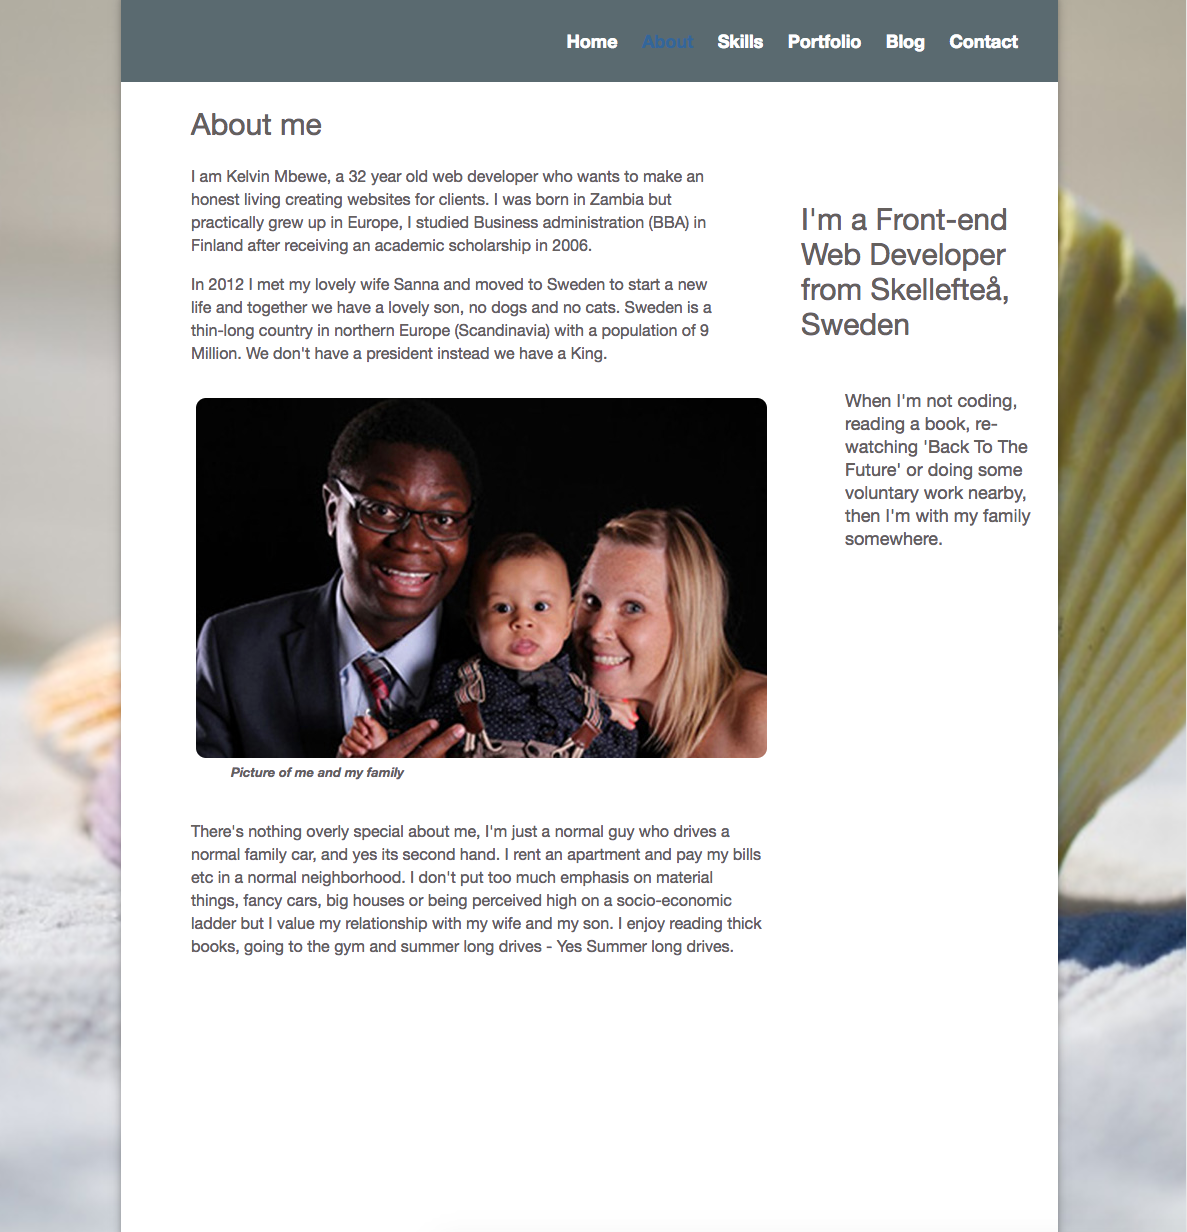 Home About Skills Portfolio Blog Contact
About me
I am Kelvin Mbewe, a 32 year old web developer who wants to make an
honest living creating websites for clients. I was born in Zambia but
practically grew up in Europe, I studied Business administration (BBA) in
Finland after receiving an academic scholarship in 2006.
In 2012 I met my lovely wife Sanna and moved to Sweden to start a new
life and together we have a lovely son, no dogs and no cats. Sweden is a
thin-long country in northern Europe (Scandinavia) with a population of 9
Million. We don't have a president instead we have a King.
Picture of me and my family
There's nothing overly special about me, I'm just a normal guy who drives a
normal family car, and yes its second hand. I rent an apartment and pay my bills
etc in a normal neighborhood. I don't put too much emphasis on material
things, fancy cars, big houses or being perceived high on a socio-economic
ladder but I value my relationship with my wife and my son. I enjoy reading thick
books, going to the gym and summer long drives - Yes Summer long drives.
I'm a Front-end
Web Developer
from Skellefteå,
Sweden
When I'm not coding,
reading a book, re-
watching 'Back To The
Future' or doing some
voluntary work nearby,
then I'm with my family
somewhere.